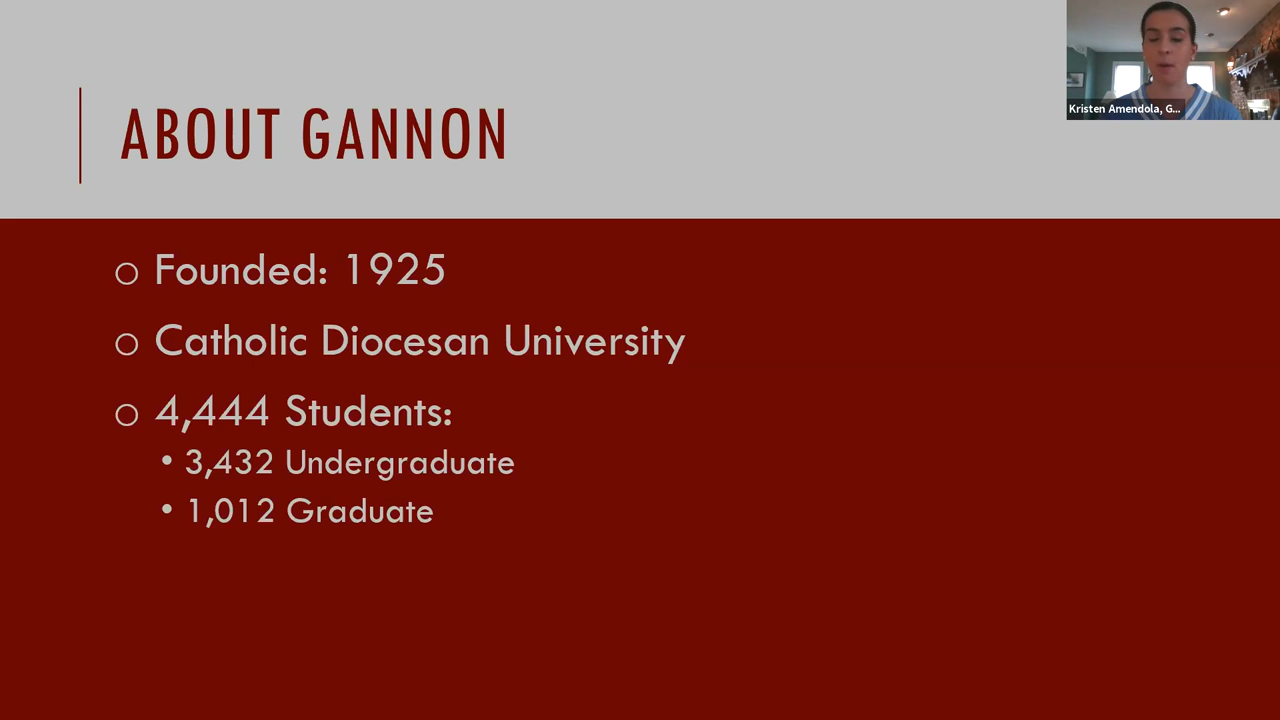 ABOUT GANNON
Kristen Amendola, G...
o Founded: 1925
o Catholic Diocesan University
o 4,444 Students:
• 3,432 Undergraduate
• 1,012 Graduate